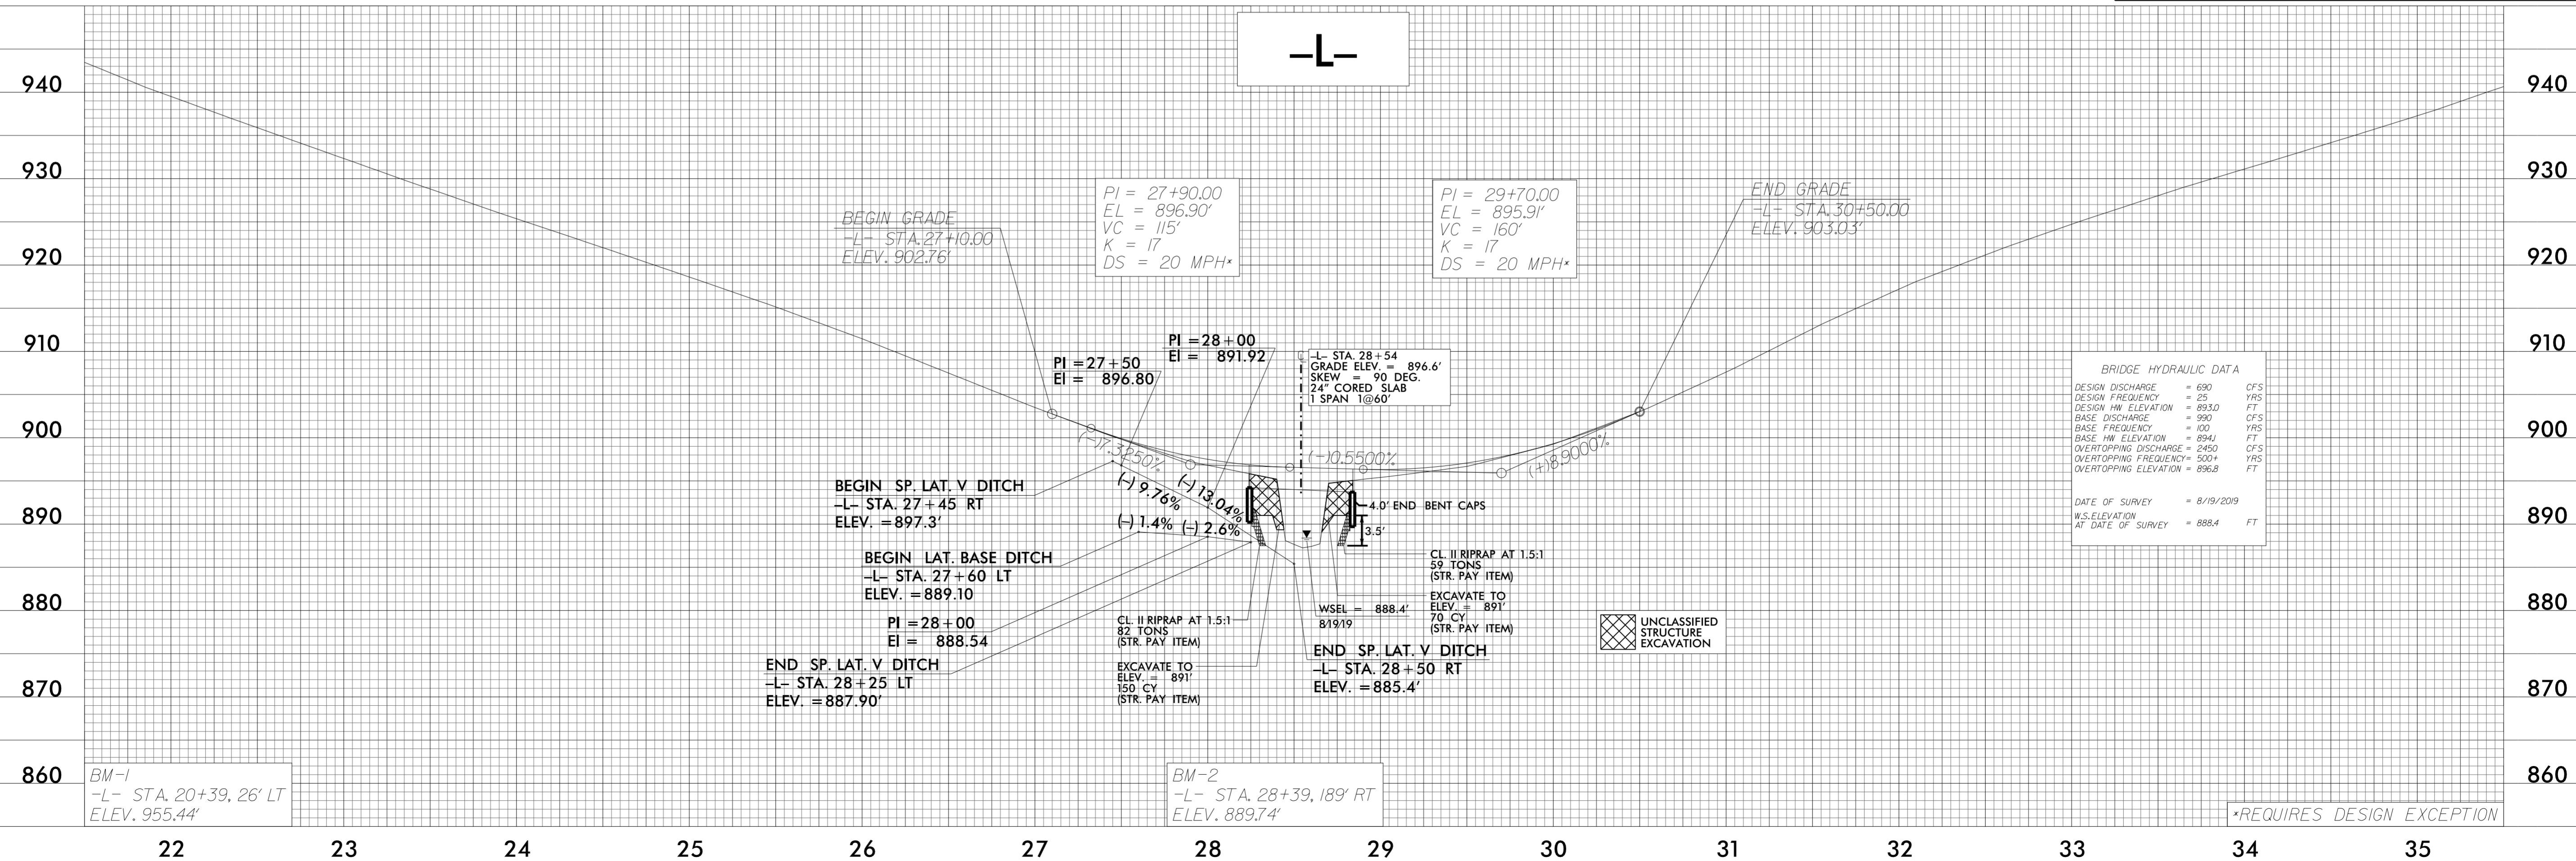 -L-
940
930
920
910
900
890
880
870
860
940
930
920
910
900
890
880
870
860
BEGIN GRADE
-L- STA. 27+10.00
ELEV. 902.76'
PI = 27+90.00
EL = 896.90'
VC = 115'
K = 17
DS = 20 MPH*
PI = 29+70.00
EL = 895.91'
VC = 160'
K = 17
DS = 20 MPH*
END GRADE
-L- STA. 30+50.00
ELEV. 903.03'
PI = 27+50
El = 896.80
PI = 28+00
El = 891.92
-L- STA. 28+54
GRADE ELEV. = 896.6'
SKEW = 90 DEG.
24" CORED SLAB
1 SPAN 1@60'
(-)7.3250%
(-)0.5500%
(+)8.9000%
(-) 9.76%
(-) 13.04%
(-) 1.4%
(-) 2.6%
BEGIN SP. LAT. V DITCH
-L- STA. 27+45 RT
ELEV. = 897.3'
BEGIN LAT. BASE DITCH
-L- STA. 27+60 LT
ELEV. = 889.10
PI = 28+00
El = 888.54
END SP. LAT. V DITCH
-L- STA. 28+25 LT
ELEV. = 887.90'
4.0' END BENT CAPS
3.5'
CL. II RIPRAP AT 1.5:1
82 TONS
(STR. PAY ITEM)
EXCAVATE TO
ELEV. = 891'
150 CY
(STR. PAY ITEM)
WSEL = 888.4'
8/19/19
CL. II RIPRAP AT 1.5:1
59 TONS
(STR. PAY ITEM)
EXCAVATE TO
ELEV. = 891'
70 CY
(STR. PAY ITEM)
END SP. LAT. V DITCH
-L- STA. 28+50 RT
ELEV. = 885.4'
UNCLASSIFIED
STRUCTURE
EXCAVATION
BRIDGE HYDRAULIC DATA
DESIGN DISCHARGE = 690 CFS
DESIGN FREQUENCY = 25 YRS
DESIGN HW ELEVATION = 893.0 FT
BASE DISCHARGE = 990 CFS
BASE FREQUENCY = 100 YRS
BASE HW ELEVATION = 894.1 FT
OVERTOPPING DISCHARGE = 2450 CFS
OVERTOPPING FREQUENCY = 500+ YRS
OVERTOPPING ELEVATION = 896.8 FT
DATE OF SURVEY = 8/19/2019
W.S.ELEVATION
AT DATE OF SURVEY = 888.4 FT
BM-1
-L- STA. 20+39, 26' LT
ELEV. 955.44'
BM-2
-L- STA. 28+39, 189' RT
ELEV. 889.74'
*REQUIRES DESIGN EXCEPTION
22 23 24 25 26 27 28 29 30 31 32 33 34 35